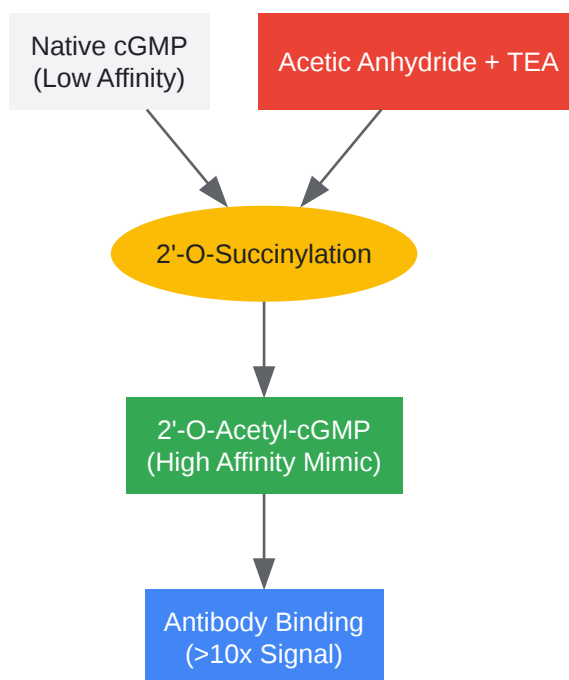 Native cGMP
(Low Affinity)
Acetic Anhydride + TEA
2'-O-Succinylation
2'-O-Acetyl-cGMP
(High Affinity Mimic)
Antibody Binding
(>10x Signal)